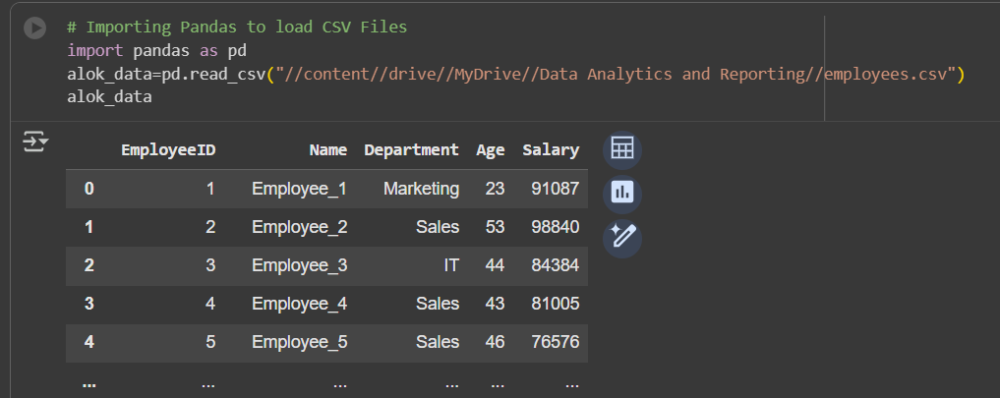 # Importing Pandas to load CSV Files
import pandas as pd
alok_data=pd.read_csv("//content//drive//MyDrive//Data Analytics and Reporting//employees.csv")
alok_data
EmployeeID Name Department Age Salary
0 1 Employee_1 Marketing 23 91087
1 2 Employee_2 Sales 53 98840
2 3 Employee_3 IT 44 84384
3 4 Employee_4 Sales 43 81005
4 5 Employee_5 Sales 46 76576
... ... ... ... ... ...